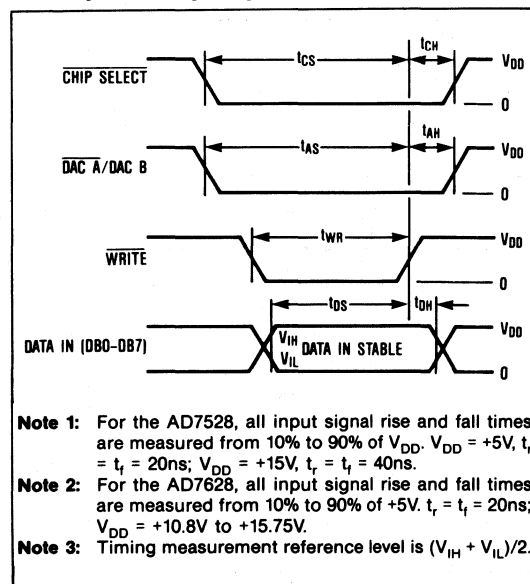 tCS
tCH
VDD
CHIP SELECT
0
tAS
tAH
VDD
DAC A/DAC B
0
tWR
VDD
WRITE
0
tDS
tDH
VDD
DATA IN (DB0-DB7)
VIH
VIL
DATA IN STABLE
0
Note 1: For the AD7528, all input signal rise and fall times
are measured from 10% to 90% of VDD. VDD = +5V, tr
= tf = 20ns; VDD = +15V, tr = tf = 40ns.
Note 2: For the AD7628, all input signal rise and fall times
are measured from 10% to 90% of +5V. tr = tf = 20ns;
VDD = +10.8V to +15.75V.
Note 3: Timing measurement reference level is (VIH + VIL)/2.